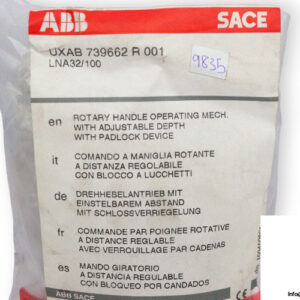 ABB
SACE
UXAB 739662 R 001
LNA32/100
9835
en
ROTARY HANDLE OPERATING MECH.
WITH ADJUSTABLE DEPTH
WITH PADLOCK DEVICE
it
COMANDO A MANIGLIA ROTANTE
A DISTANZA REGOLABILE
CON BLOCCO A LUCCHETTI
de
DREHHEBELANTRIEB MIT
EINSTELBAREM ABSTAND
MIT SCHLOSSVERRIEGELUNG
fr
COMMANDE PAR POIGNEE ROTATIVE
A DISTANCE REGLABLE
AVEC VERROUILLAGE PAR CADENAS
es
MANDO GIRATORIO
A DISTANCIA REGULABLE
CON BLOQUEO POR CANDADOS
ABB SACE